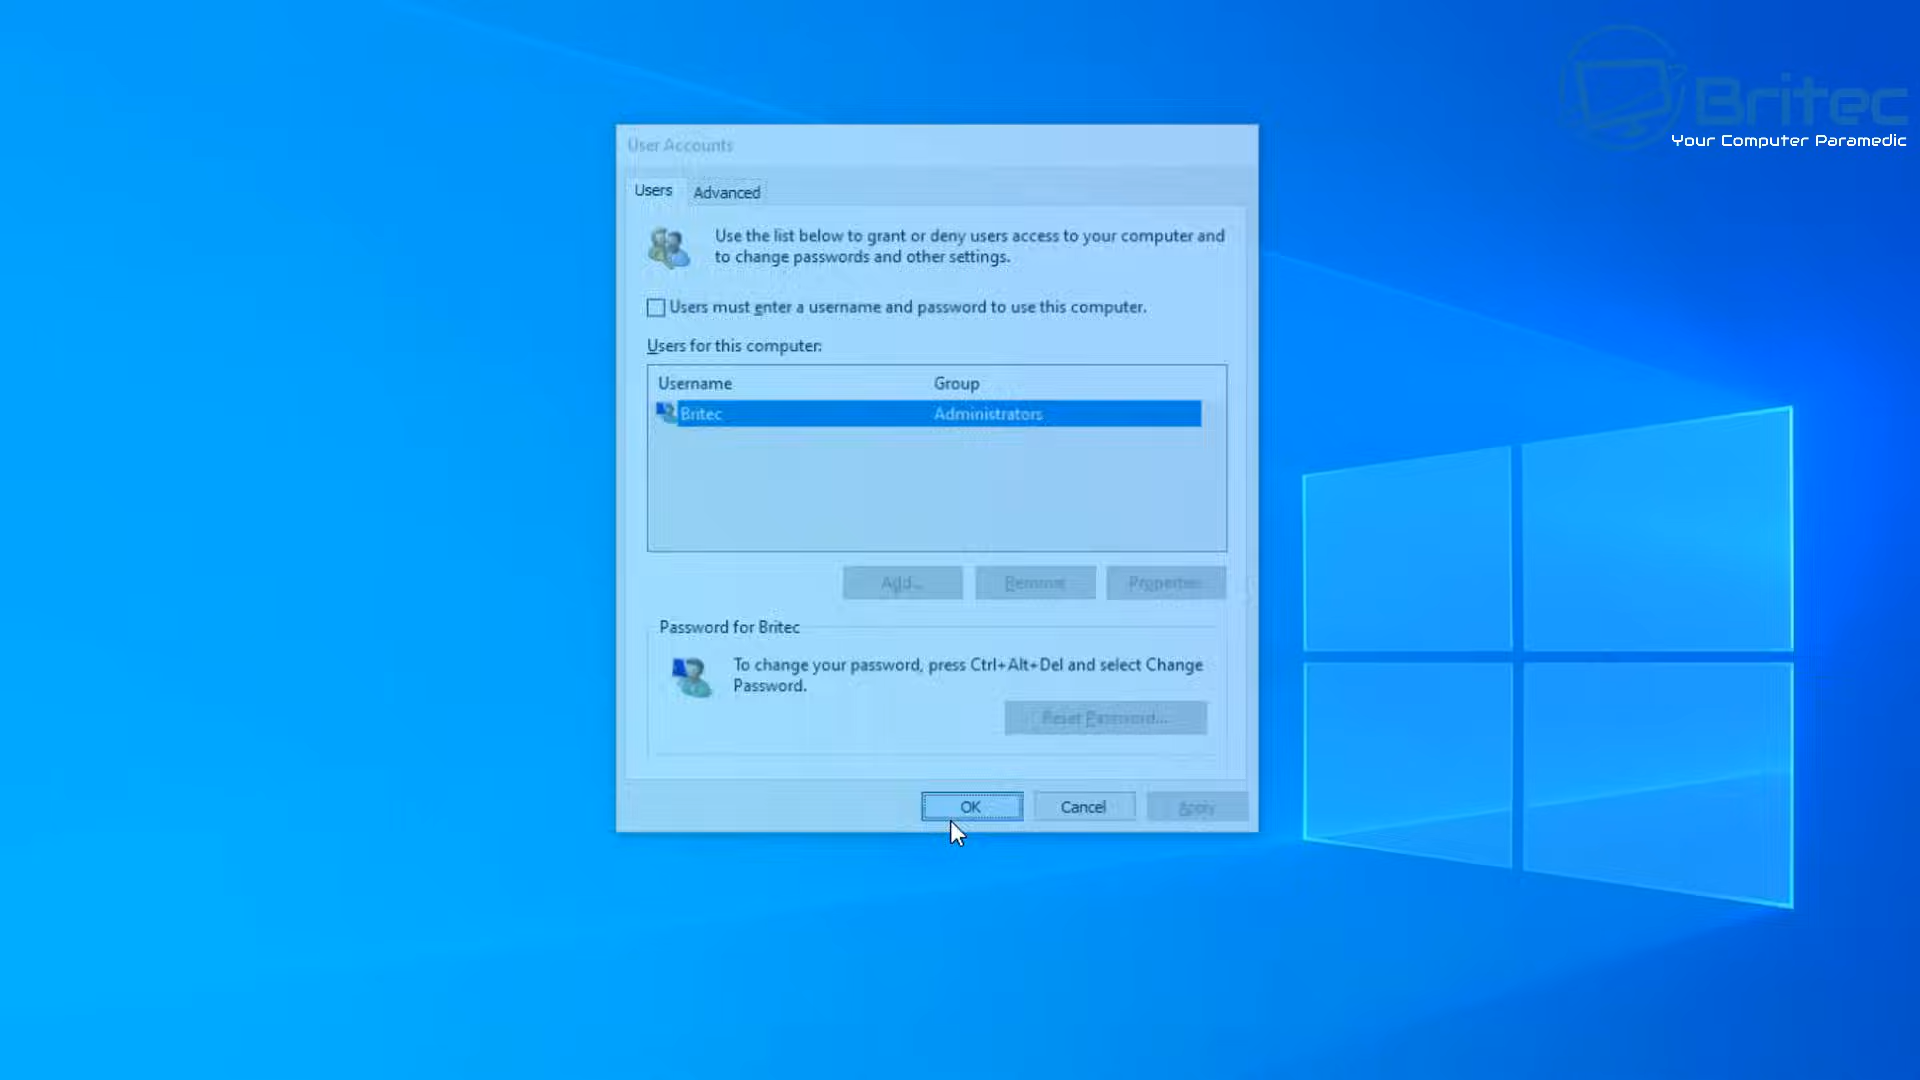 Britec
Your Computer Paramedic
User Accounts
Users
Advanced
Use the list below to grant or deny users access to your computer and
to change passwords and other settings.
Users must enter a username and password to use this computer.
Users for this computer:
Username
Group
Britec
Administrators
Add...
Remove
Properties
Password for Britec
To change your password, press Ctrl+Alt+Del and select Change
Password.
Reset Password...
OK
Cancel
Apply